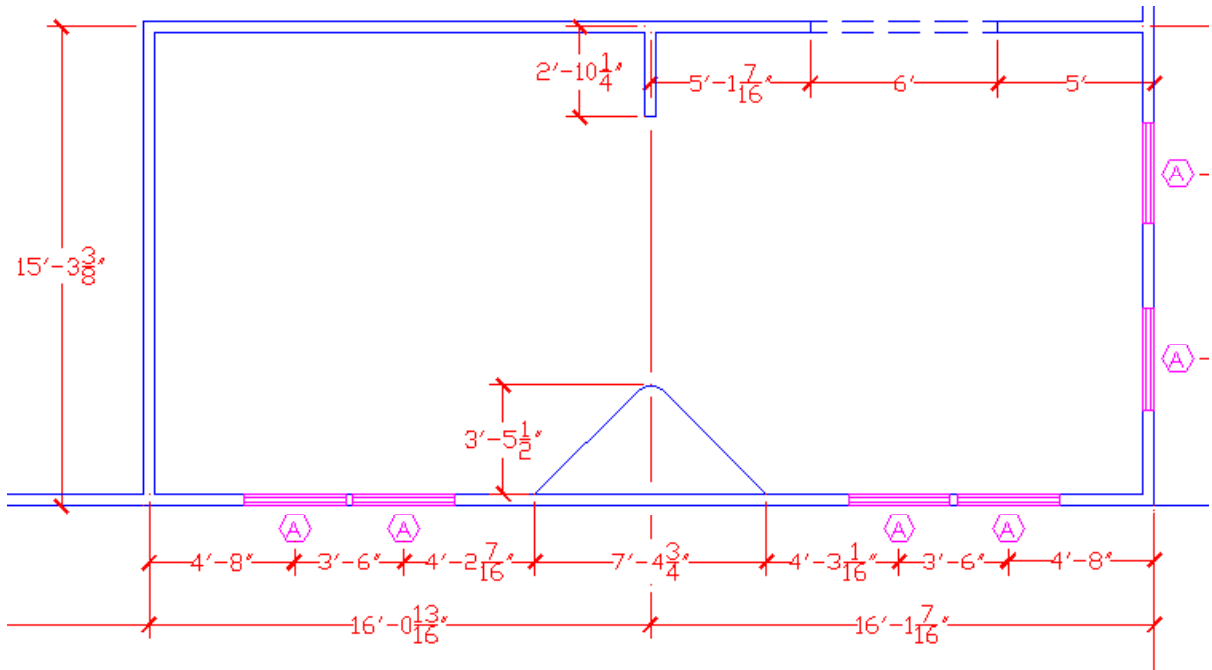 2'-10 1/4"
5'-1 7/16"
6'
5'
A
15'-3 3/8"
A
3'-5 1/2"
A
A
A
A
4'-8"
3'-6"
4'-2 7/16"
7'-4 3/4"
4'-3 1/16"
3'-6"
4'-8"
16'-0 13/16"
16'-1 7/16"